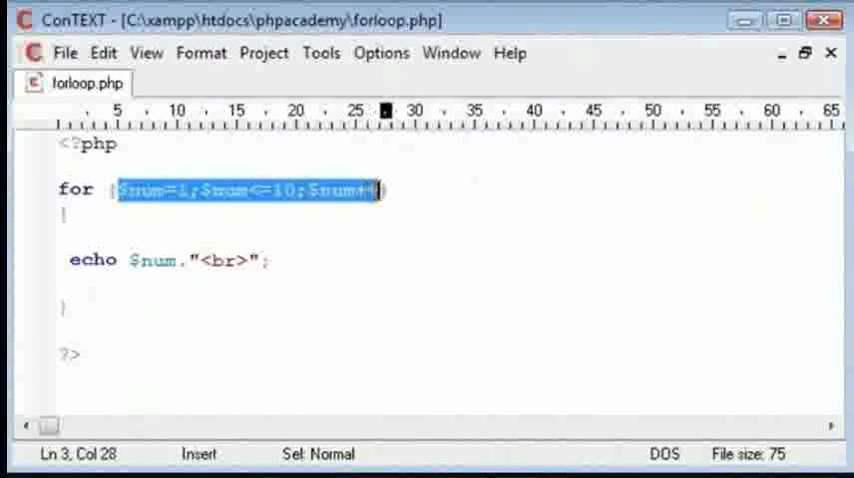 ConTEXT - [C:\xampp\htdocs\phpacademy\forloop.php]
File Edit View Format Project Tools Options Window Help
forloop.php
5 10 15 20 25 30 35 40 45 50 55 60 65
<?php
for ($num=1;$num<=10;$num++)
{
echo $num."<br>";
}
?>
Ln 3, Col 28 Insert Sel: Normal DOS File size: 75